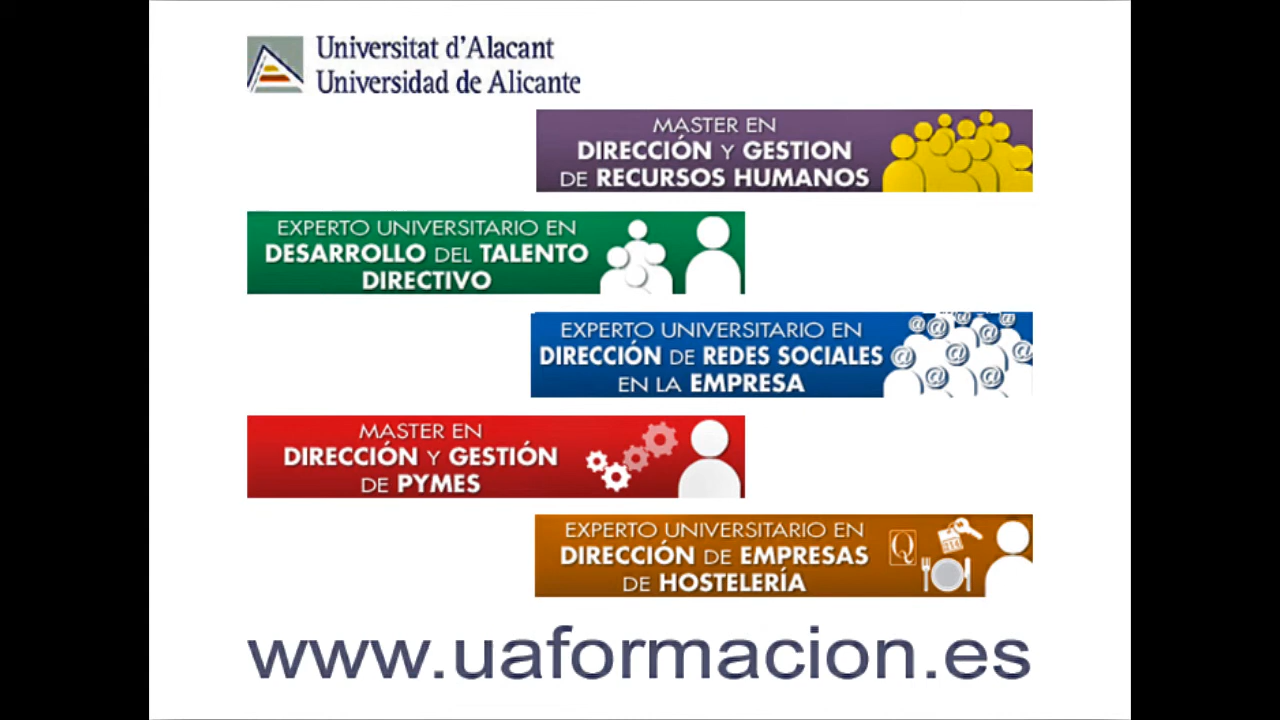 Universitat d'Alacant
Universidad de Alicante
MASTER EN
DIRECCIÓN Y GESTION
DE RECURSOS HUMANOS
EXPERTO UNIVERSITARIO EN
DESARROLLO DEL TALENTO
DIRECTIVO
EXPERTO UNIVERSITARIO EN
DIRECCIÓN DE REDES SOCIALES
EN LA EMPRESA
@ @ @ @ @ @ @ @ @ @
MASTER EN
DIRECCIÓN Y GESTIÓN
DE PYMES
EXPERTO UNIVERSITARIO EN
DIRECCIÓN DE EMPRESAS
DE HOSTELERÍA
Q
www.uaformacion.es